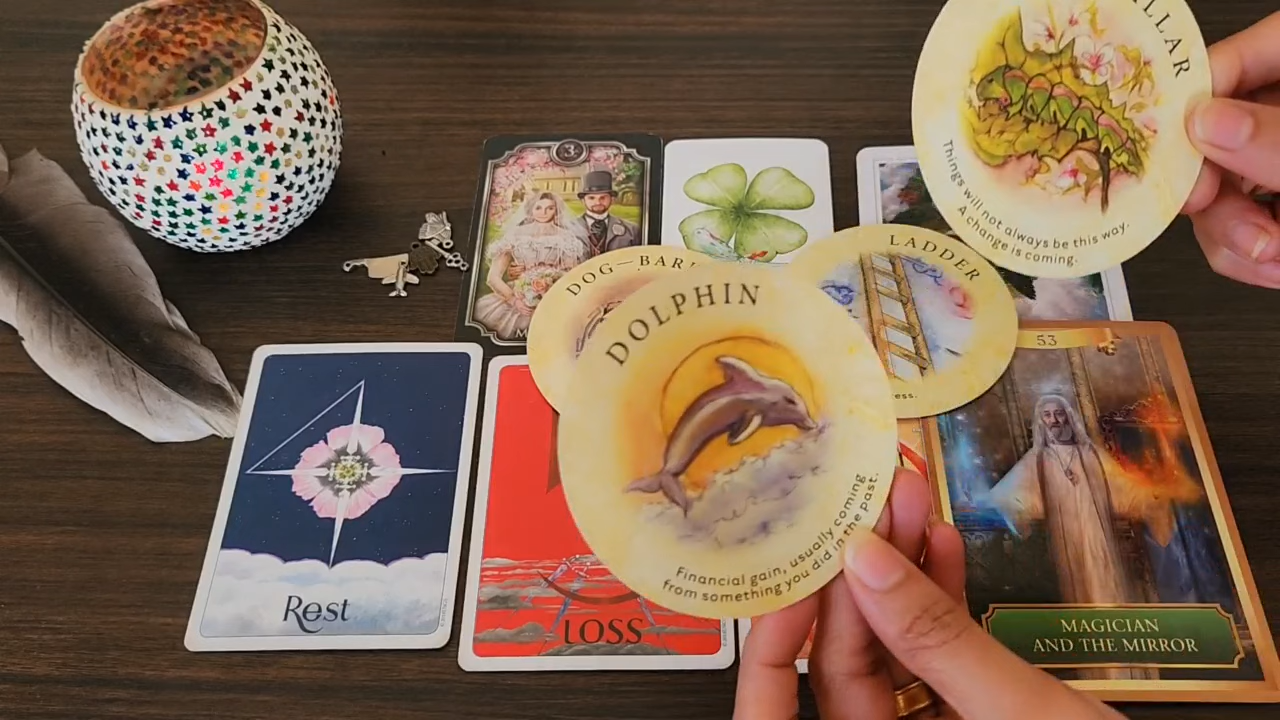 LLAR
Things will not always be this way.
A change is coming.
3
LADDER
DOG—BAR
DOLPHIN
Financial gain, usually coming
from something you did in the past.
53
Rest
LOSS
MAGICIAN
AND THE MIRROR